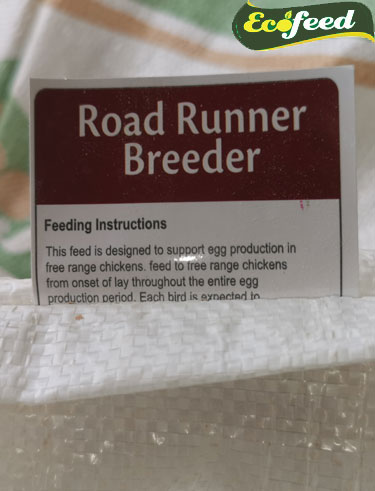 Ecofeed
Road Runner
Breeder
Feeding Instructions
This feed is designed to support egg production in
free range chickens. feed to free range chickens
from onset of lay throughout the entire egg
production period. Each bird is expected to